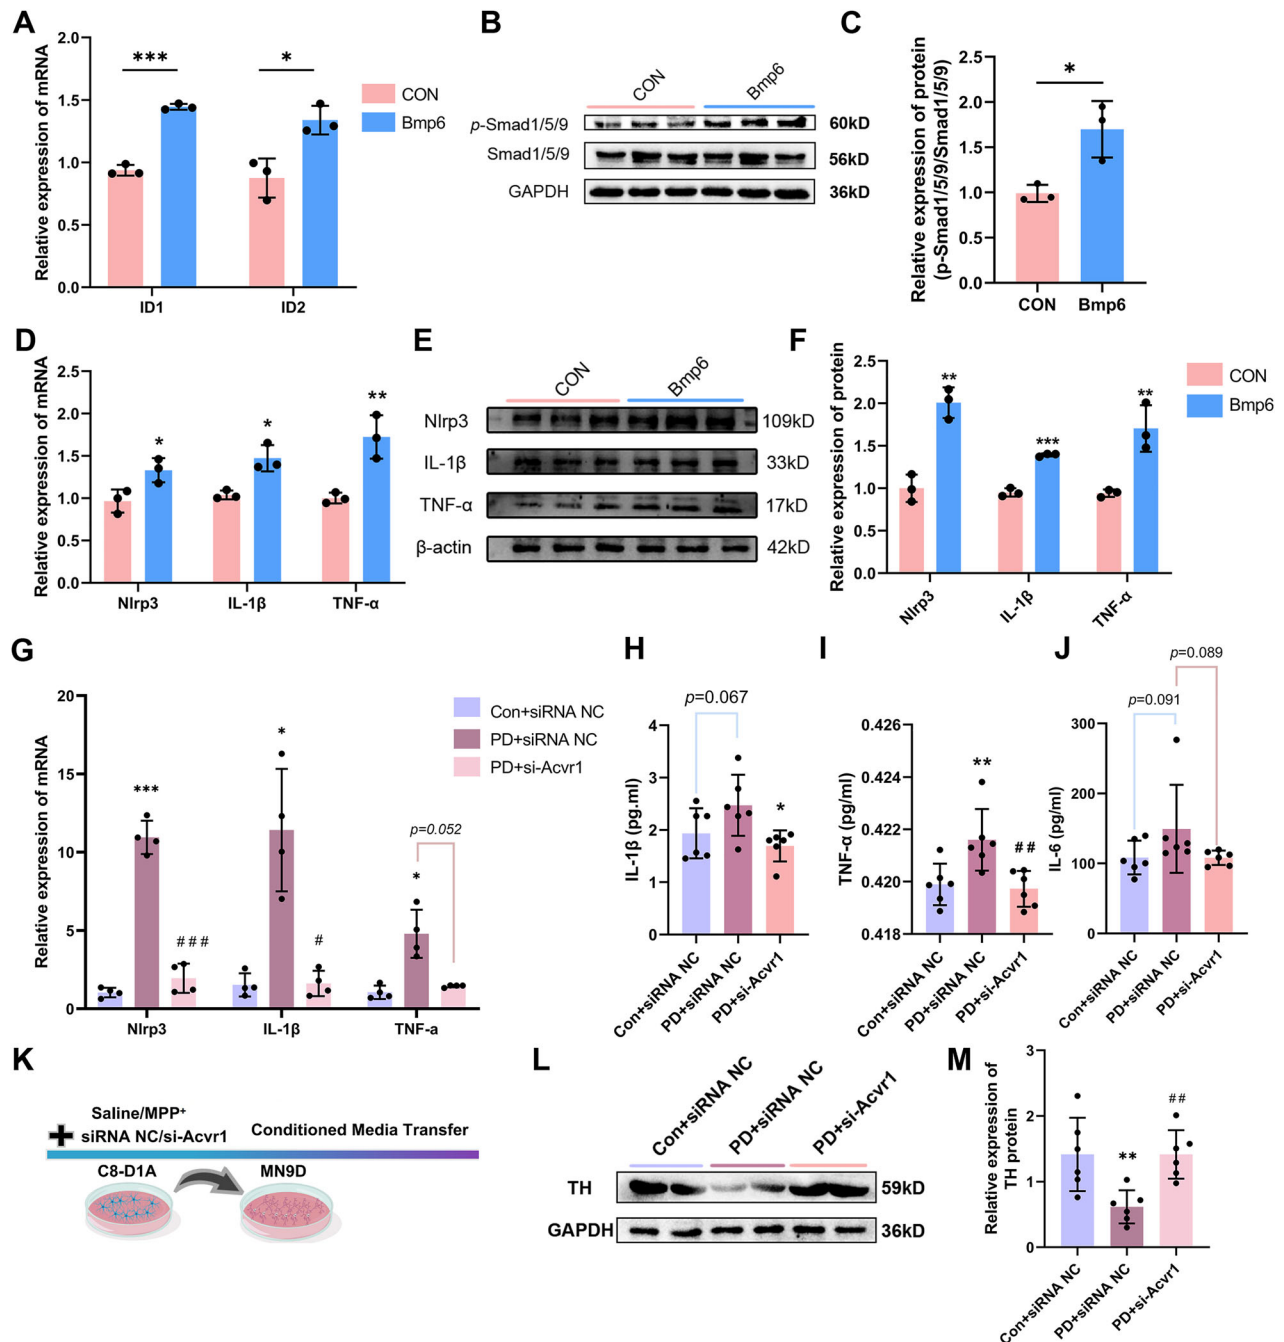 A
Relative expression of mRNA
2.0
1.5
1.0
0.5
0.0
***
*
ID1
ID2
CON
Bmp6
B
CON
Bmp6
p-Smad1/5/9
60kD
Smad1/5/9
56kD
GAPDH
36kD
C
Relative expression of protein
(p-Smad1/5/9/Smad1/5/9)
2.5
2.0
1.5
1.0
0.5
0.0
*
CON
Bmp6
D
Relative expression of mRNA
2.5
2.0
1.5
1.0
0.5
0.0
*
*
**
Nlrp3
IL-1β
TNF-α
E
CON
Bmp6
Nlrp3
109kD
IL-1β
33kD
TNF-α
17kD
β-actin
42kD
F
Relative expression of protein
2.5
2.0
1.5
1.0
0.5
0.0
**
***
**
Nlrp3
IL-1β
TNF-α
CON
Bmp6
G
Relative expression of mRNA
20
15
10
5
0
***
###
*
#
p=0.052
*
Nlrp3
IL-1β
TNF-a
Con+siRNA NC
PD+siRNA NC
PD+si-Acvr1
H
IL-1β (pg.ml)
4
3
2
1
0
p=0.067
*
Con+siRNA NC
PD+siRNA NC
PD+si-Acvr1
I
TNF-α (pg/ml)
0.426
0.424
0.422
0.420
0.418
**
##
Con+siRNA NC
PD+siRNA NC
PD+si-Acvr1
J
IL-6 (pg/ml)
300
200
100
0
p=0.089
p=0.091
Con+siRNA NC
PD+siRNA NC
PD+si-Acvr1
K
Saline/MPP⁺
siRNA NC/si-Acvr1
Conditioned Media Transfer
C8-D1A
MN9D
L
Con+siRNA NC
PD+siRNA NC
PD+si-Acvr1
TH
59kD
GAPDH
36kD
M
Relative expression of
TH protein
3
2
1
0
**
##
Con+siRNA NC
PD+siRNA NC
PD+si-Acvr1